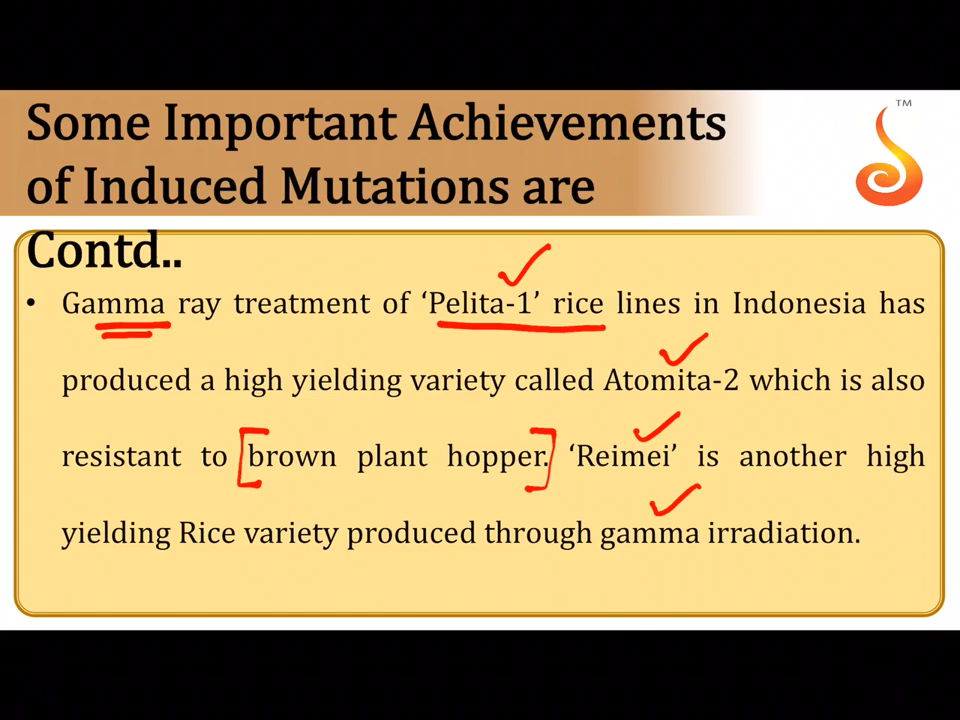 Some Important Achievements
of Induced Mutations are
Contd..
TM
• Gamma ray treatment of ‘Pelita-1’ rice lines in Indonesia has
produced a high yielding variety called Atomita-2 which is also
resistant to brown plant hopper. ‘Reimei’ is another high
yielding Rice variety produced through gamma irradiation.